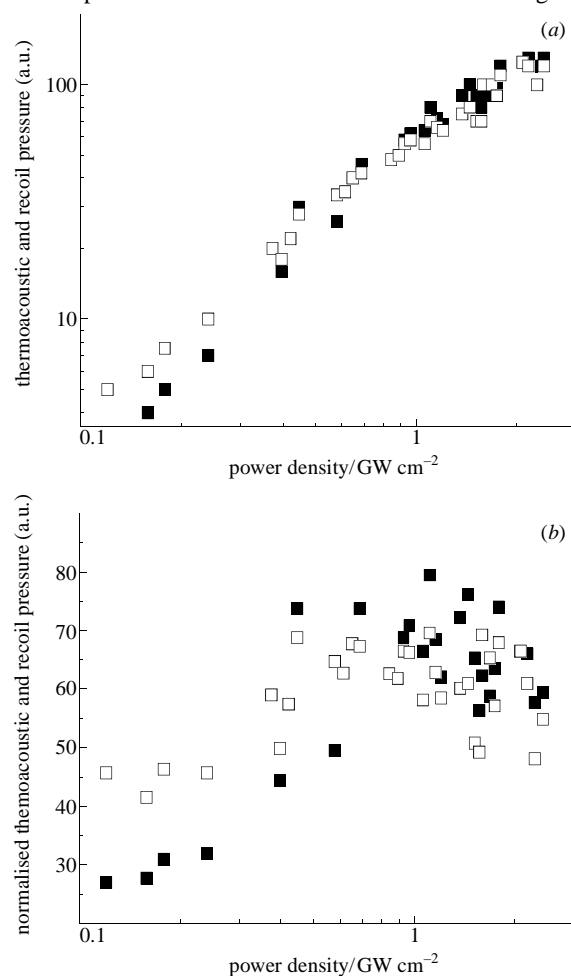 (a)
thermoacoustic and recoil pressure (a.u.)
100
10
0.1
1
power density/GW cm⁻²
(b)
normalised themoacoustic and recoil pressure (a.u.)
80
70
60
50
40
30
0.1
1
power density/GW cm⁻²